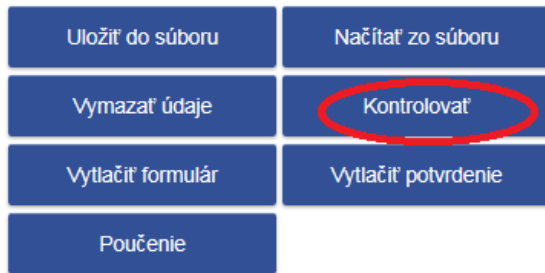 Uložiť do súboru
Načítať zo súboru
Vymazať údaje
Kontrolovať
Vytlačiť formulár
Vytlačiť potvrdenie
Poučenie